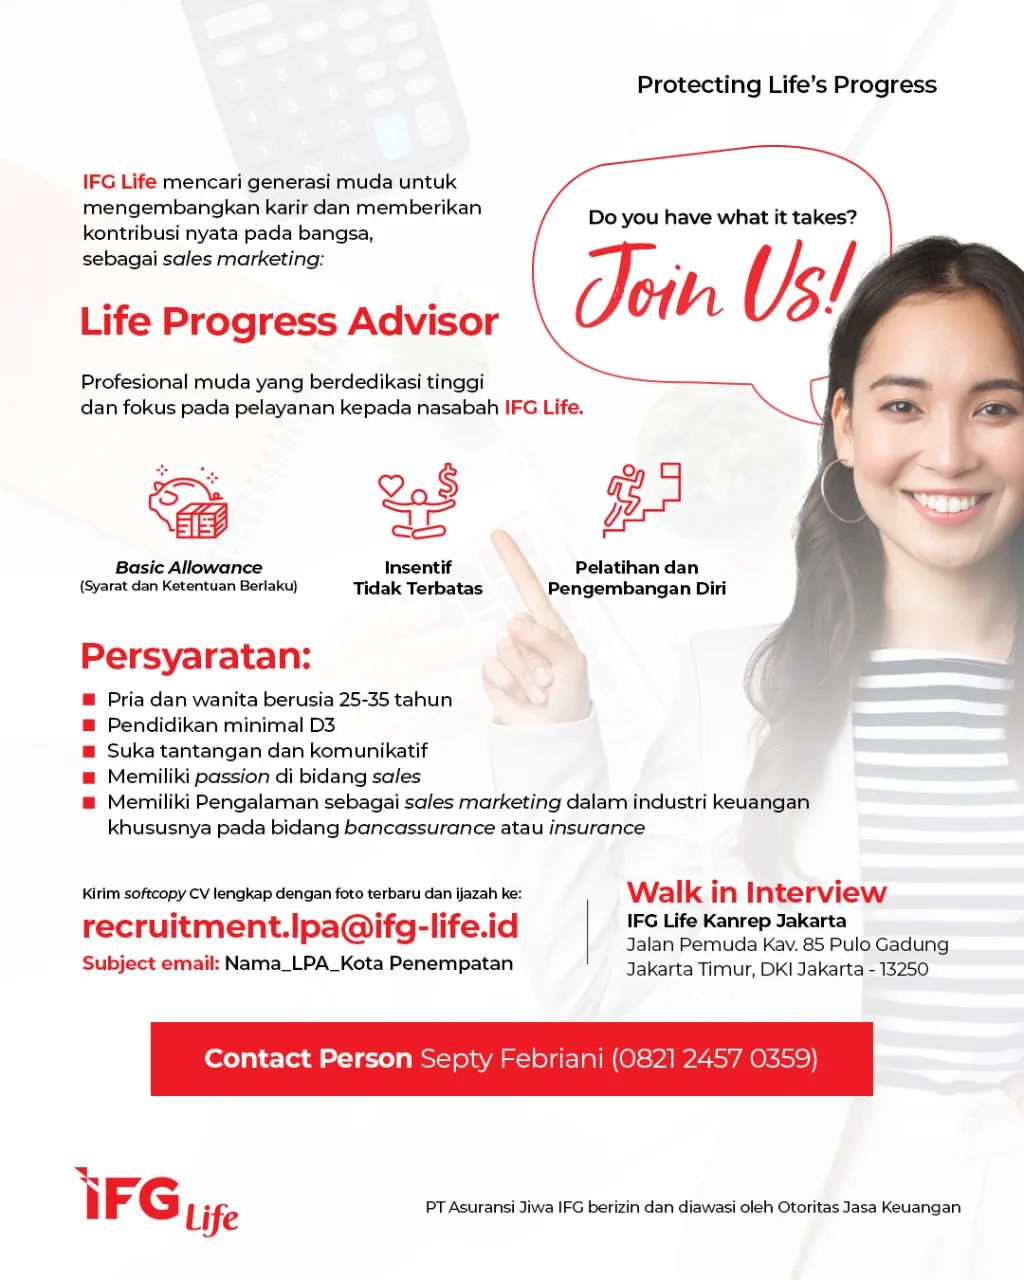 Protecting Life's Progress
IFG Life mencari generasi muda untuk
mengembangkan karir dan memberikan
kontribusi nyata pada bangsa,
sebagai sales marketing:
Do you have what it takes?
Join Us!
Life Progress Advisor
Profesional muda yang berdedikasi tinggi
dan fokus pada pelayanan kepada nasabah IFG Life.
Basic Allowance
(Syarat dan Ketentuan Berlaku)
Insentif
Tidak Terbatas
Pelatihan dan
Pengembangan Diri
Persyaratan:
Pria dan wanita berusia 25-35 tahun
Pendidikan minimal D3
Suka tantangan dan komunikatif
Memiliki passion di bidang sales
Memiliki Pengalaman sebagai sales marketing dalam industri keuangan
khususnya pada bidang bancassurance atau insurance
Kirim softcopy CV lengkap dengan foto terbaru dan ijazah ke:
recruitment.lpa@ifg-life.id
Subject email: Nama_LPA_Kota Penempatan
Walk in Interview
IFG Life Kanrep Jakarta
Jalan Pemuda Kav. 85 Pulo Gadung
Jakarta Timur, DKI Jakarta - 13250
Contact Person Septy Febriani (0821 2457 0359)
IFG Life
PT Asuransi Jiwa IFG berizin dan diawasi oleh Otoritas Jasa Keuangan